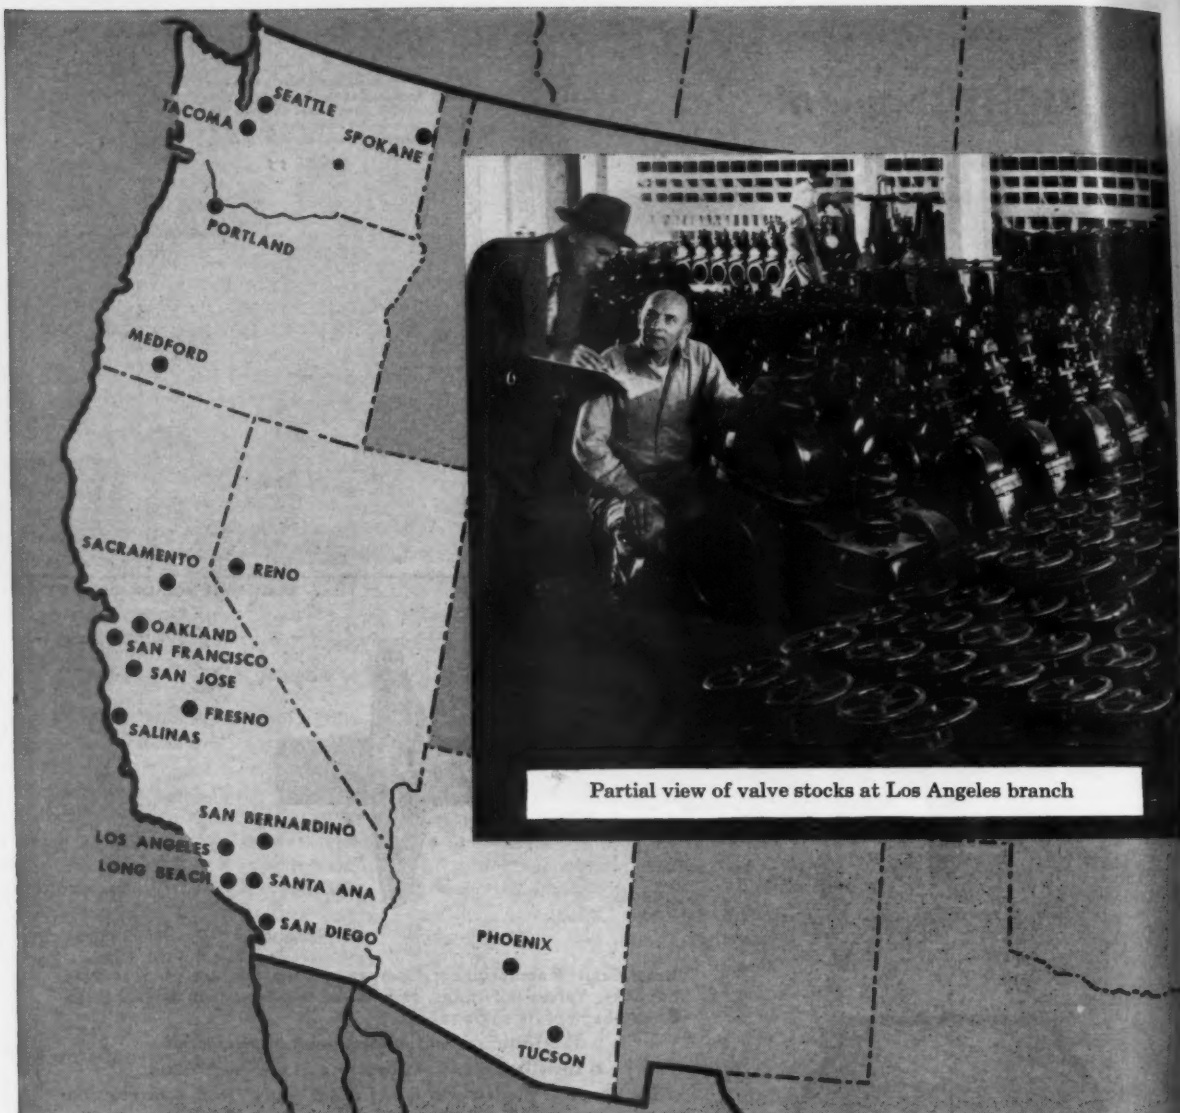 SEATTLE
TACOMA
SPOKANE
PORTLAND
MEDFORD
SACRAMENTO
RENO
OAKLAND
SAN FRANCISCO
SAN JOSE
FRESNO
SALINAS
Partial view of valve stocks at Los Angeles branch
SAN BERNARDINO
LOS ANGELES
LONG BEACH
SANTA ANA
SAN DIEGO
PHOENIX
TUCSON